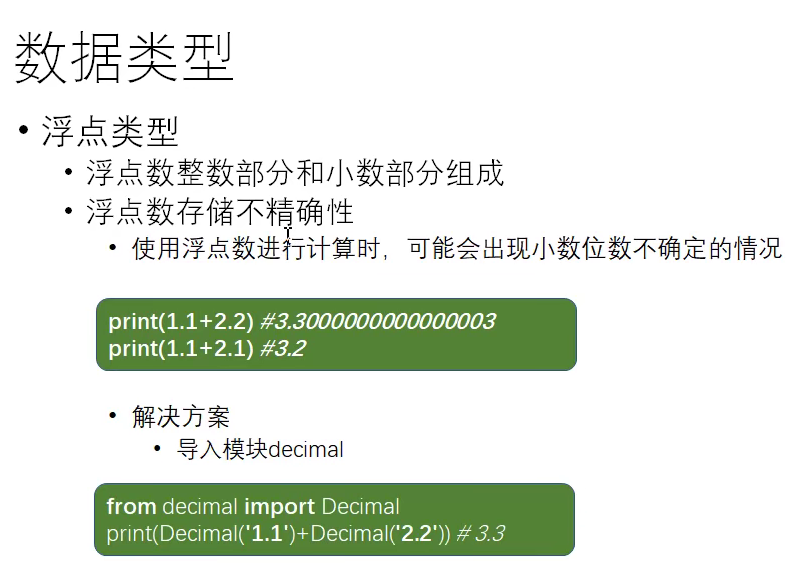 数据类型
• 浮点类型
• 浮点数整数部分和小数部分组成
• 浮点数存储不精确性
• 使用浮点数进行计算时，可能会出现小数位数不确定的情况
print(1.1+2.2) #3.3000000000000003
print(1.1+2.1) #3.2
• 解决方案
• 导入模块decimal
from decimal import Decimal
print(Decimal('1.1')+Decimal('2.2')) # 3.3